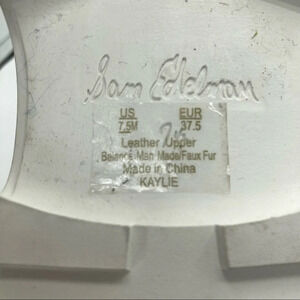 Sam Edelman
US EUR
7.5M 37.5
Leather Upper
Balance Man Made/Faux Fur
Made in China
KAYLIE